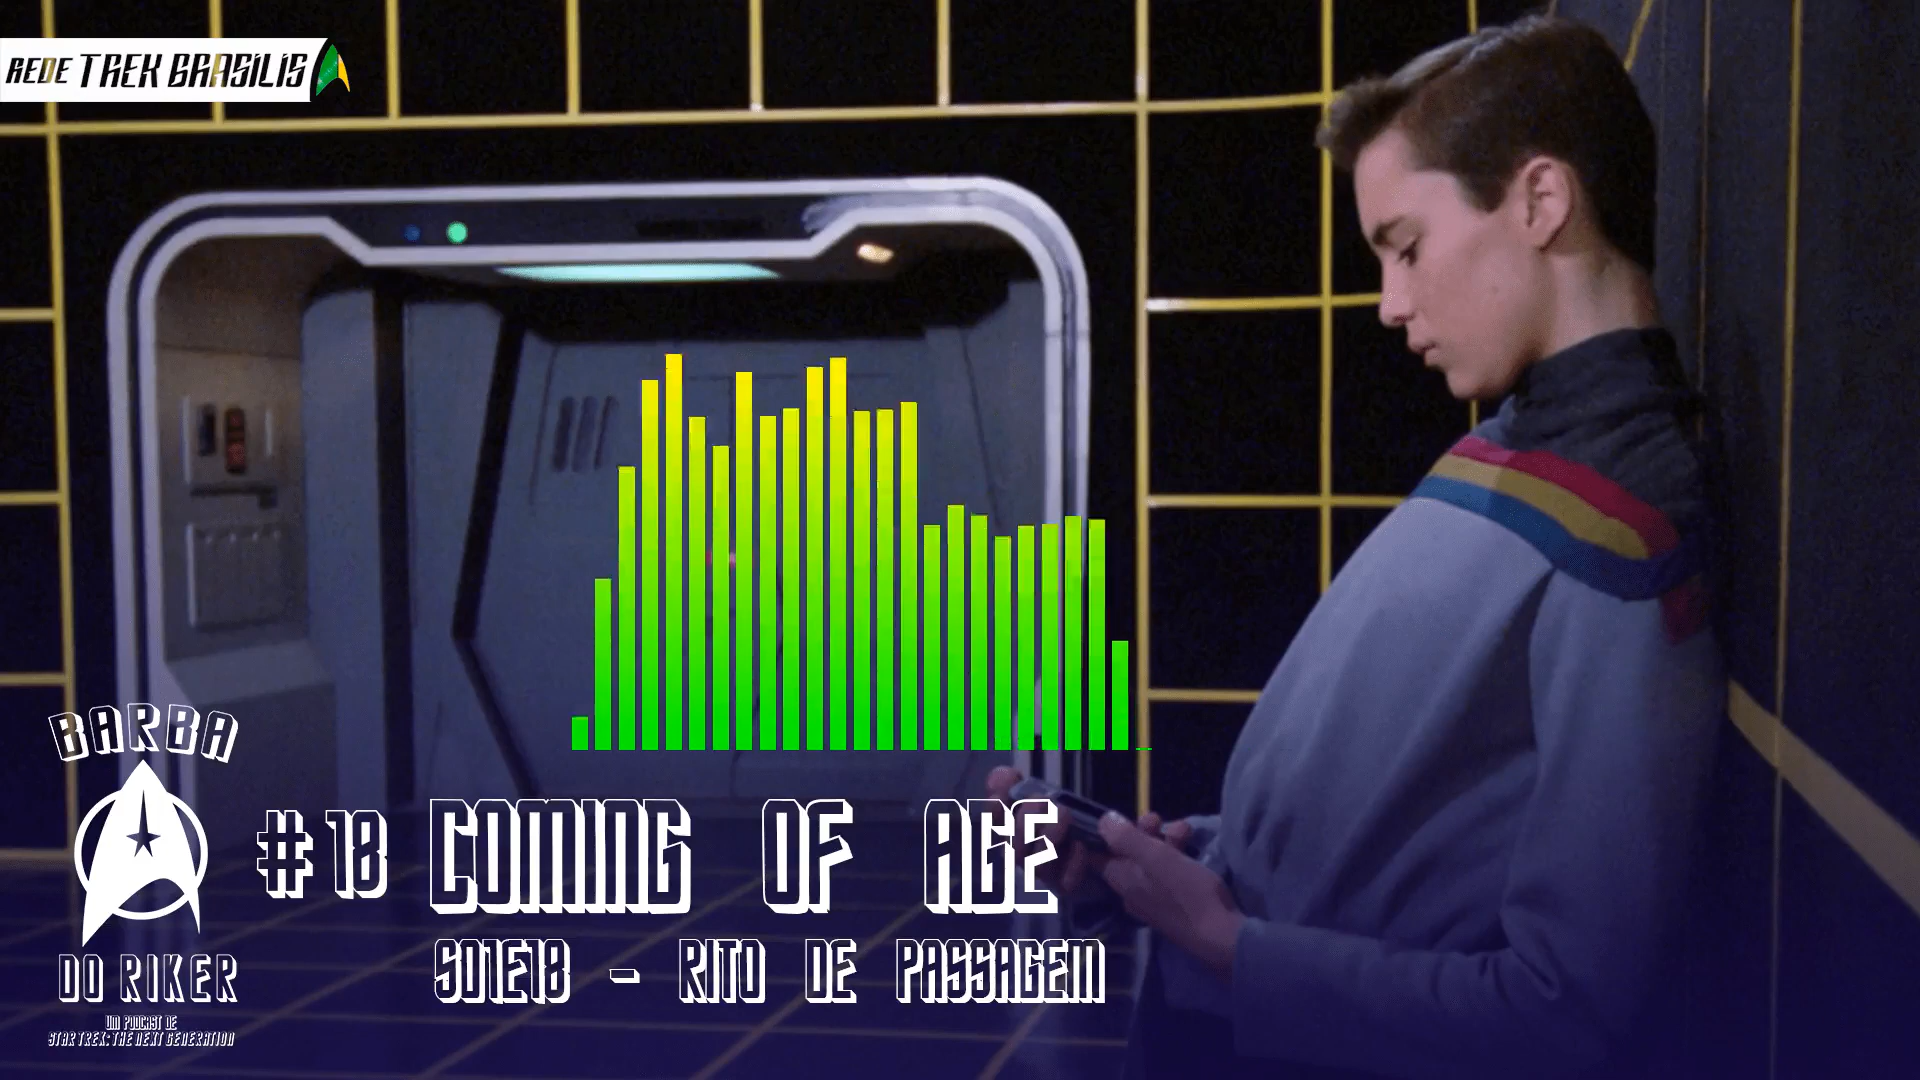 REDE TREK BRASILIS
BARBA
DO RIKER
UM PODCAST DE
STAR TREK: THE NEXT GENERATION
#18 COMING OF AGE
S01E18 - RITO DE PASSAGEM